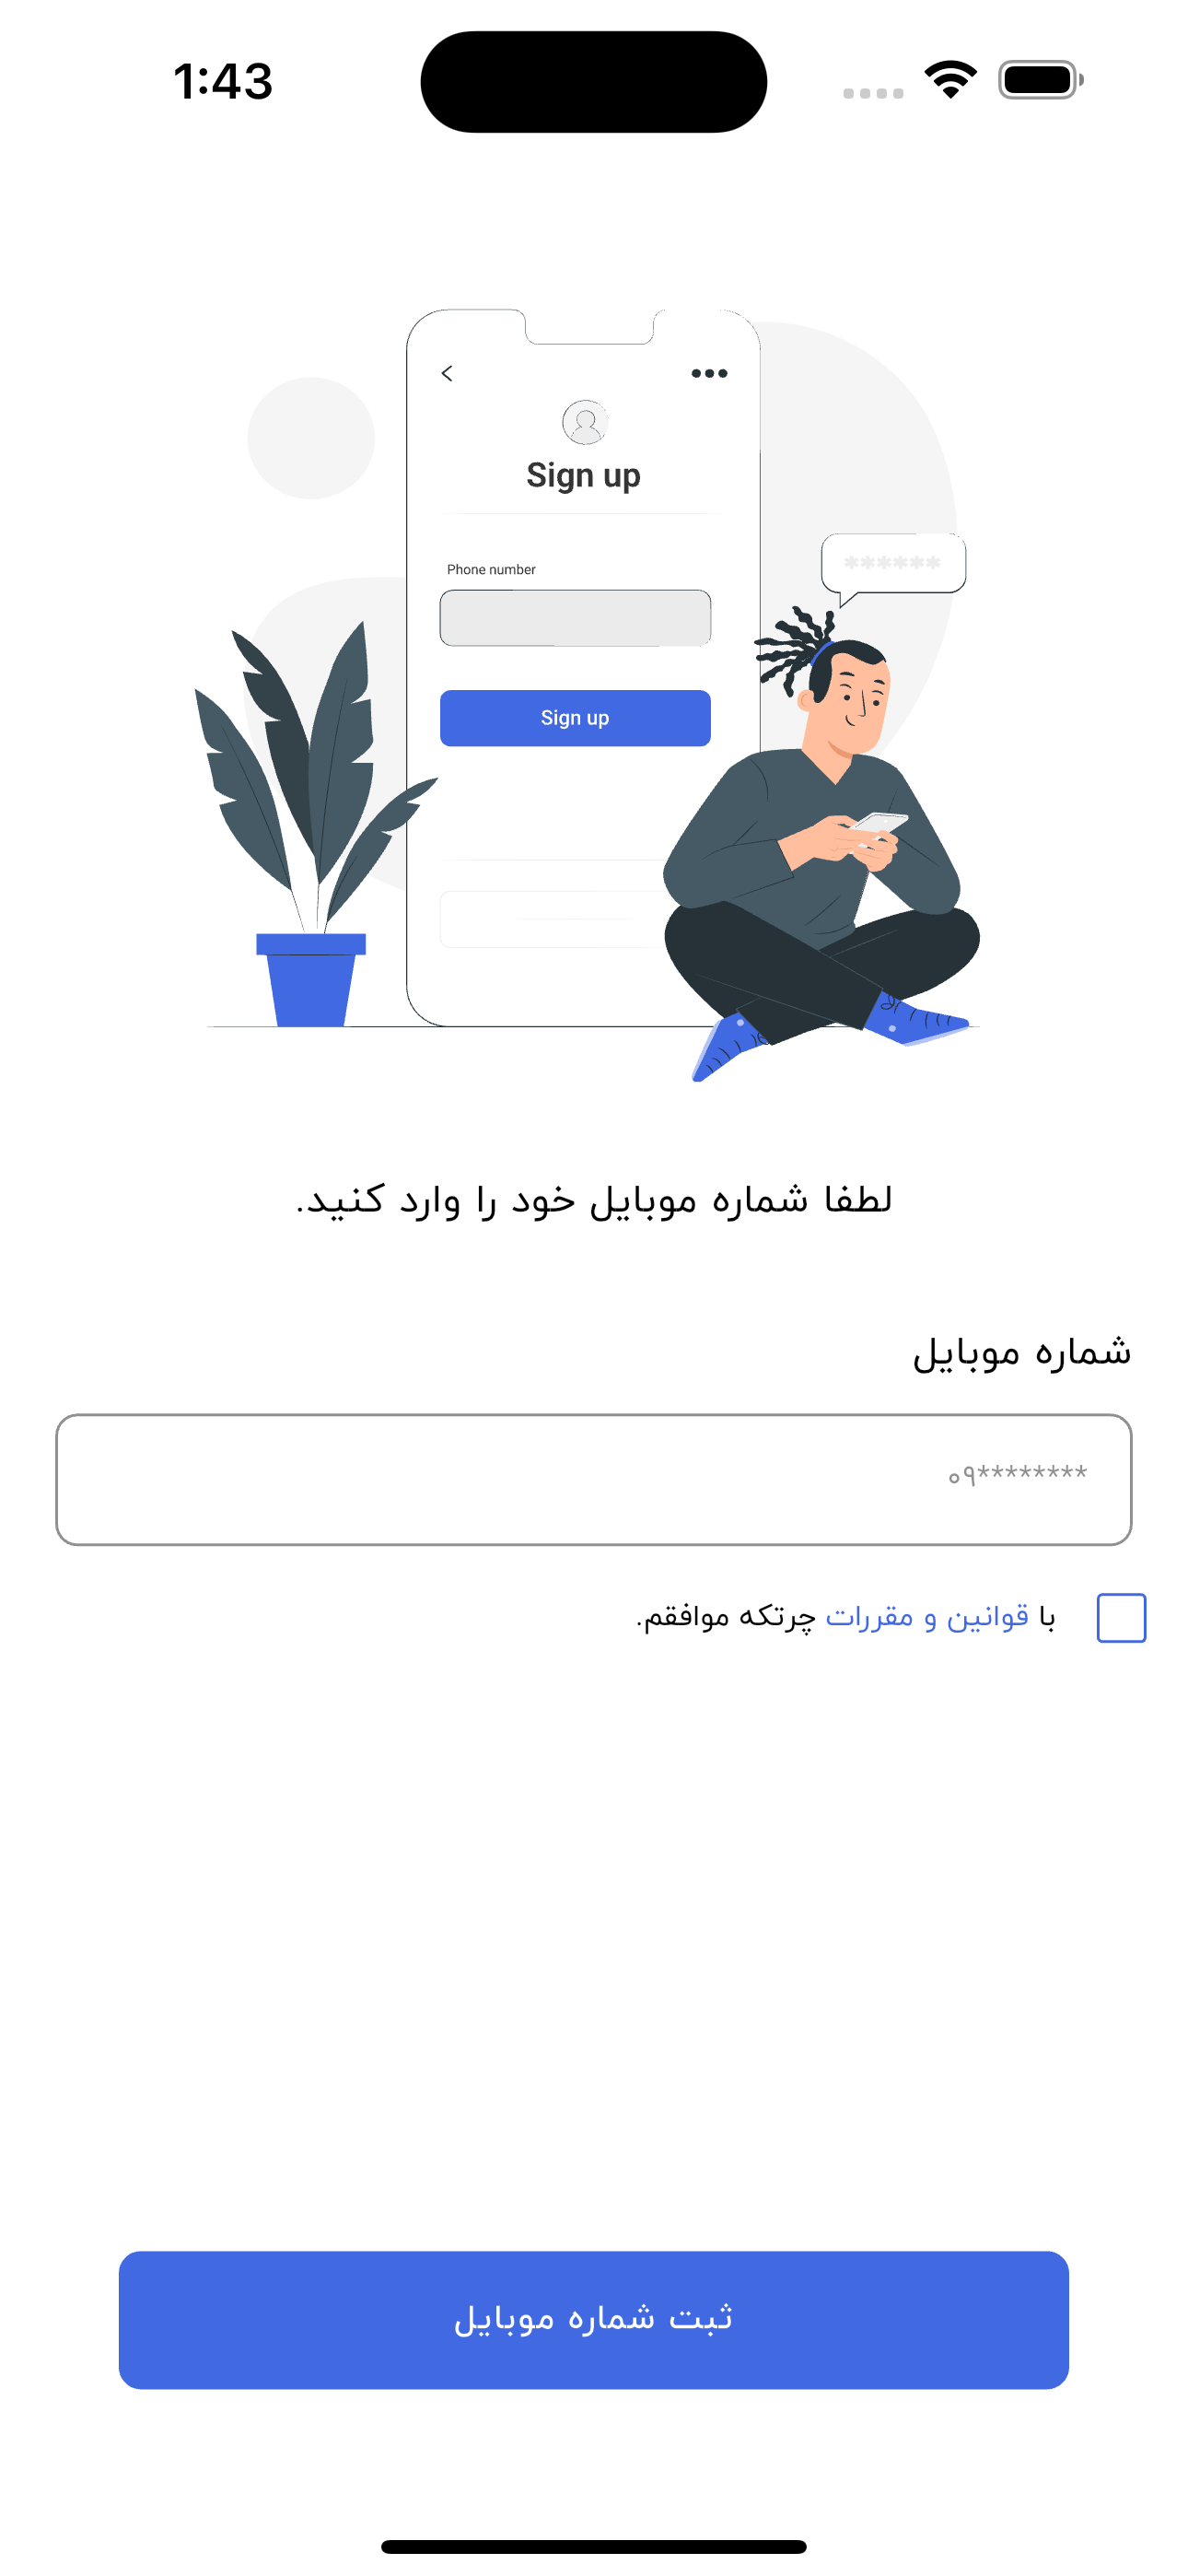 1:43
Sign up
******
Phone number
Sign up
لطفا شماره موبایل خود را وارد کنید.
شماره موبایل
۰۹********
با قوانین و مقررات چرتکه موافقم.
ثبت شماره موبایل